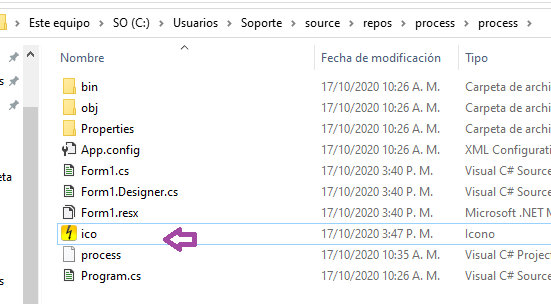 Este equipo > SO (C:) > Usuarios > Soporte > source > repos > process > process >
Nombre Fecha de modificación Tipo
bin 17/10/2020 10:26 A. M. Carpeta de archi
obj 17/10/2020 10:26 A. M. Carpeta de archi
Properties 17/10/2020 10:26 A. M. Carpeta de archi
App.config 17/10/2020 10:26 A. M. XML Configuratio
Form1.cs 17/10/2020 3:40 P. M. Visual C# Source
Form1.Designer.cs 17/10/2020 3:40 P. M. Visual C# Source
Form1.resx 17/10/2020 3:40 P. M. Microsoft .NET M
ico 17/10/2020 3:47 P. M. Icono
process 17/10/2020 10:35 A. M. Visual C# Project
Program.cs 17/10/2020 10:26 A. M. Visual C# Source